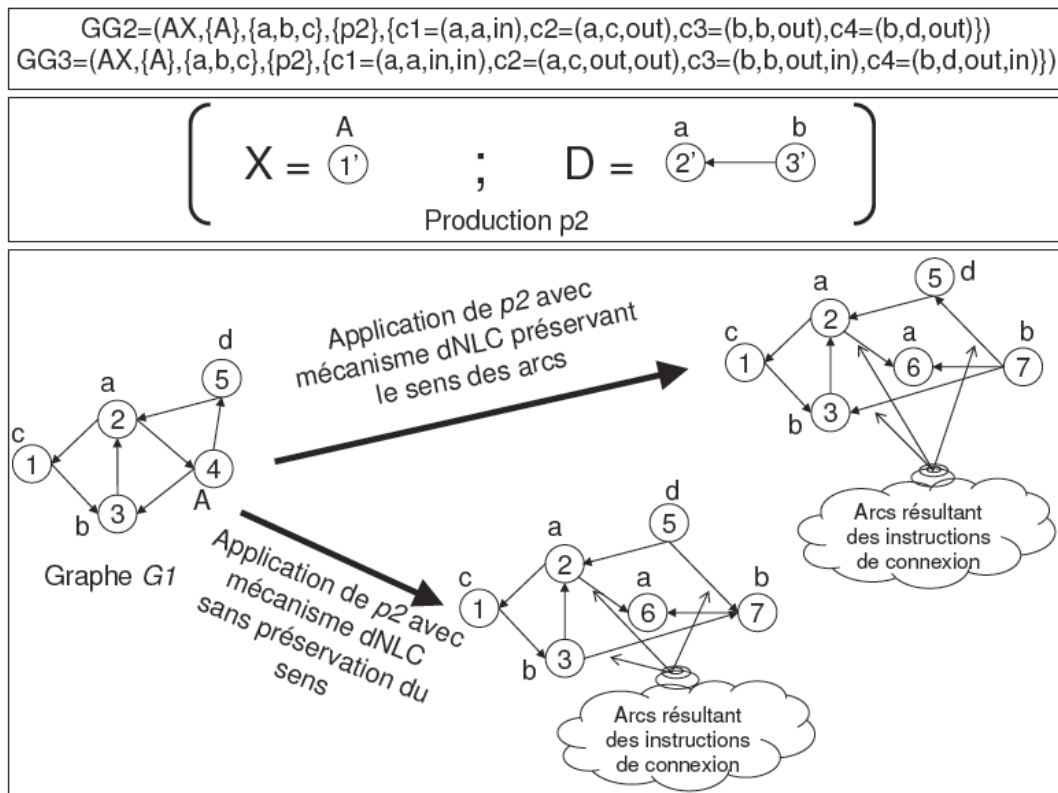 GG2=(AX,{A},{a,b,c},{p2},{c1=(a,a,in),c2=(a,c,out),c3=(b,b,out),c4=(b,d,out)})
GG3=(AX,{A},{a,b,c},{p2},{c1=(a,a,in,in),c2=(a,c,out,out),c3=(b,b,out,in),c4=(b,d,out,in)})
A
a
b
X = 1' ; D = 2' 3'
Production p2
d
5
a
2
c
1
4
A
3
b
Graphe G1
Application de p2 avec
mécanisme dNLC préservant
le sens des arcs
5 d
a
2
a
b
c
1
6
7
3
b
Arcs résultant
des instructions
de connexion
Application de p2 avec
mécanisme dNLC
sans préservation du
sens
d
5
a
2
a
b
c
1
6
7
3
b
Arcs résultant
des instructions
de connexion